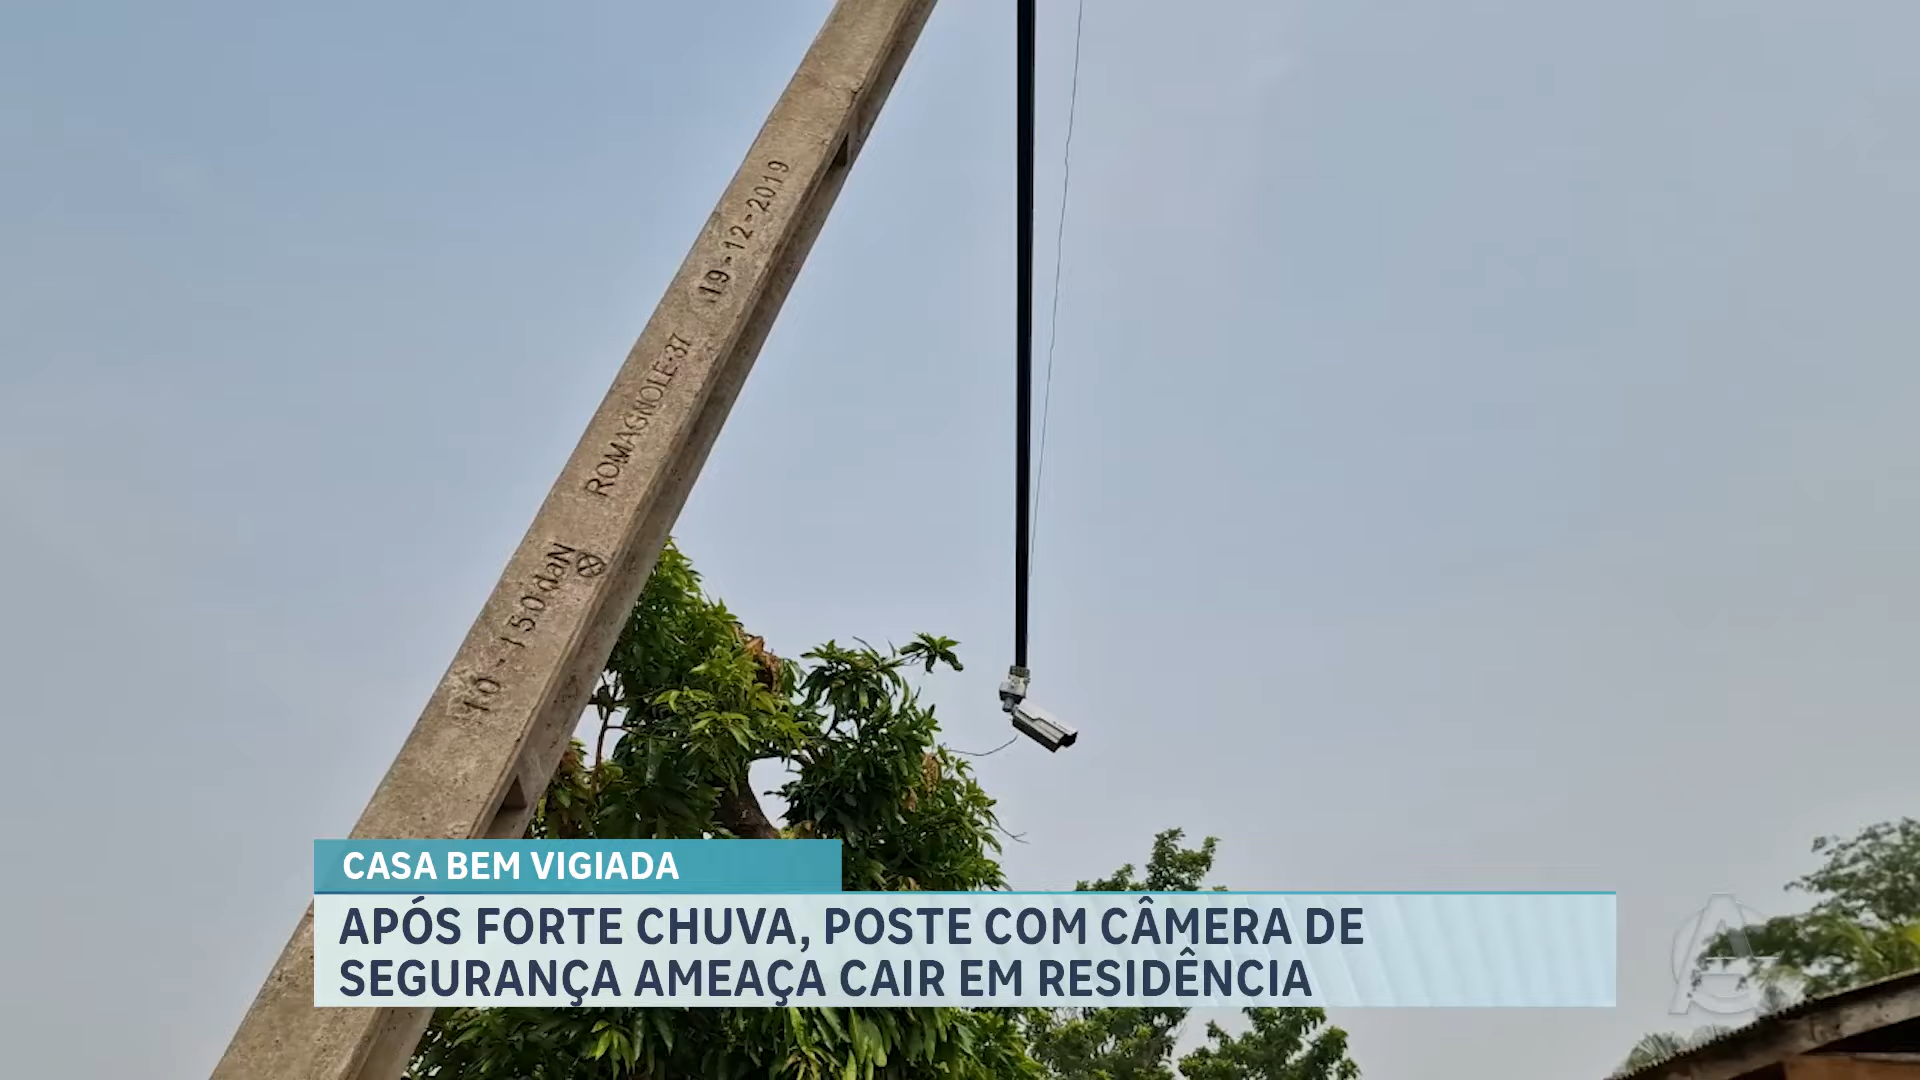 19-12-2019
ROMAGNOLE-37
10-150daN
CASA BEM VIGIADA
APÓS FORTE CHUVA, POSTE COM CÂMERA DE
SEGURANÇA AMEAÇA CAIR EM RESIDÊNCIA